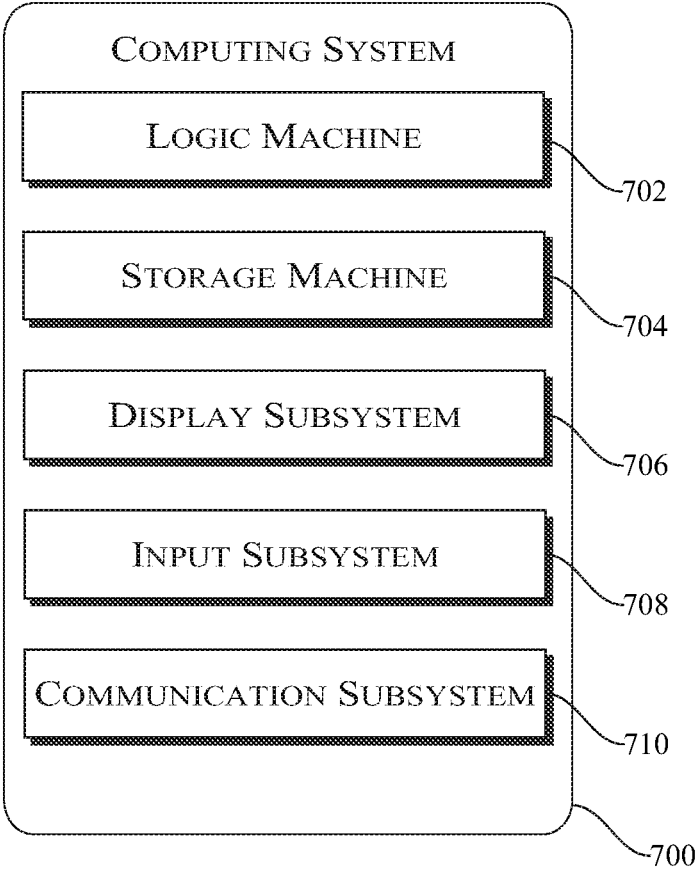 COMPUTING SYSTEM
LOGIC MACHINE
702
STORAGE MACHINE
704
DISPLAY SUBSYSTEM
706
INPUT SUBSYSTEM
708
COMMUNICATION SUBSYSTEM
710
700